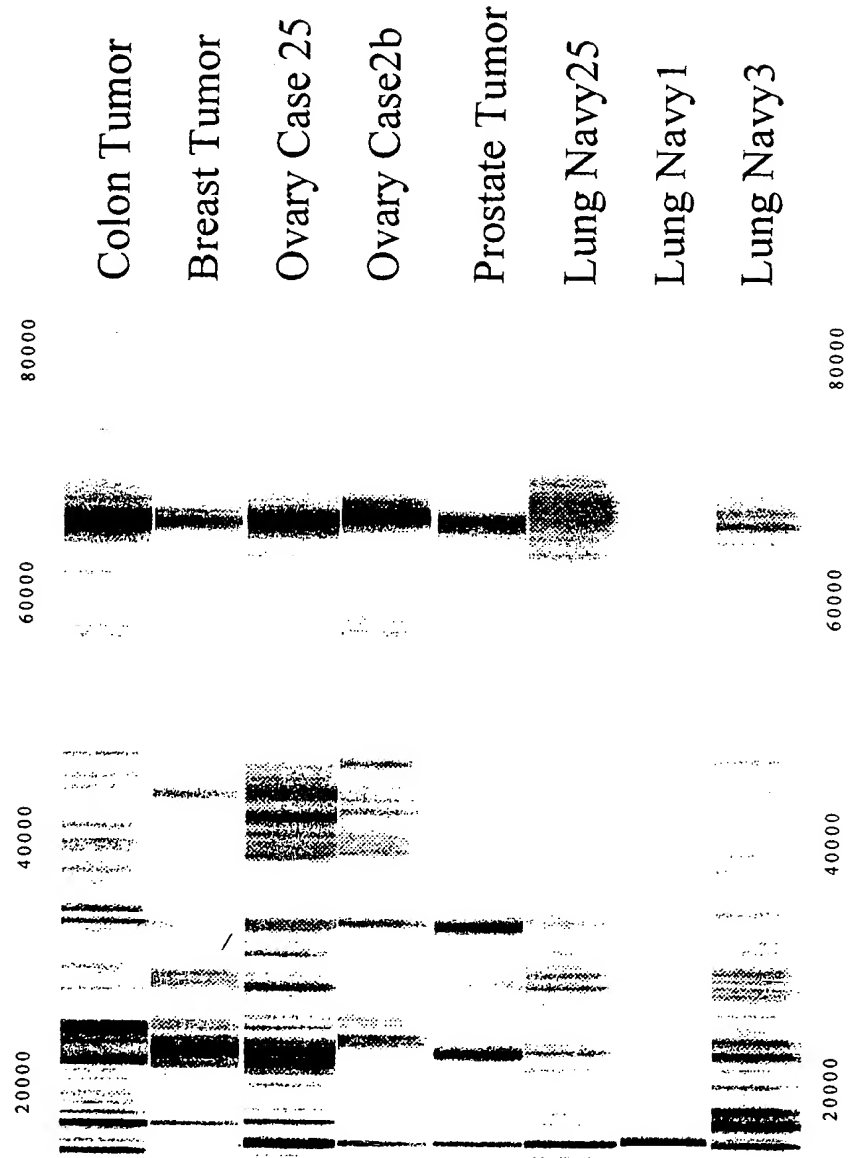 Colon Tumor
Breast Tumor
Ovary Case 25
Ovary Case2b
Prostate Tumor
Lung Navy25
Lung Navy1
Lung Navy3
80000
80000
60000
60000
40000
40000
20000
20000